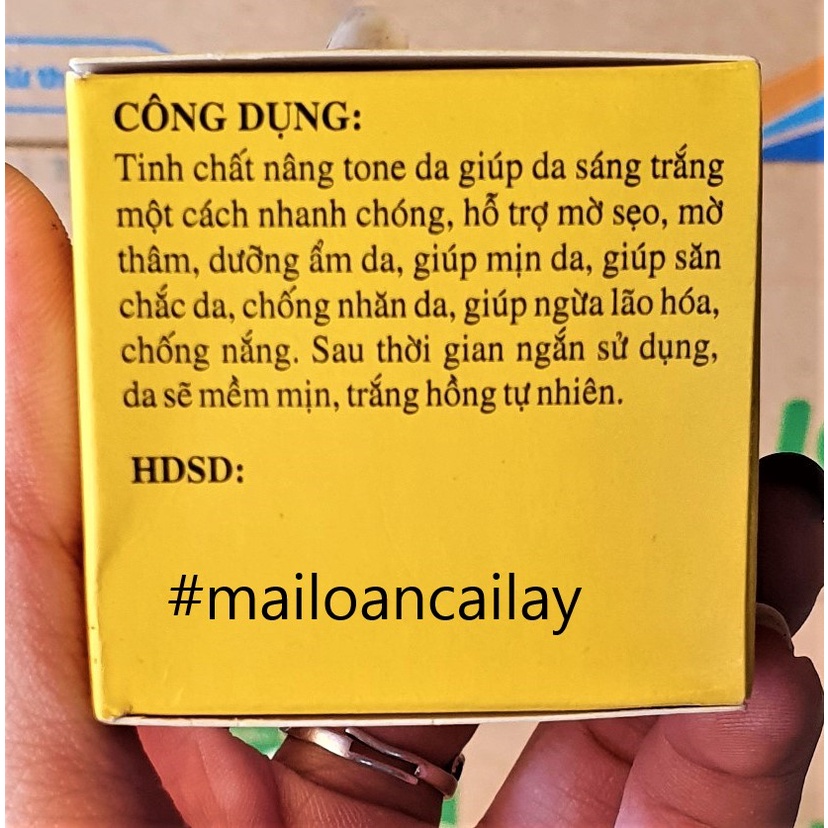 CÔNG DỤNG:
Tinh chất nâng tone da giúp da sáng trắng
một cách nhanh chóng, hỗ trợ mờ sẹo, mờ
thâm, dưỡng ẩm da, giúp mịn da, giúp săn
chắc da, chống nhăn da, giúp ngừa lão hóa,
chống nắng. Sau thời gian ngắn sử dụng,
da sẽ mềm mịn, trắng hồng tự nhiên.
HDSD:
#mailoancailay